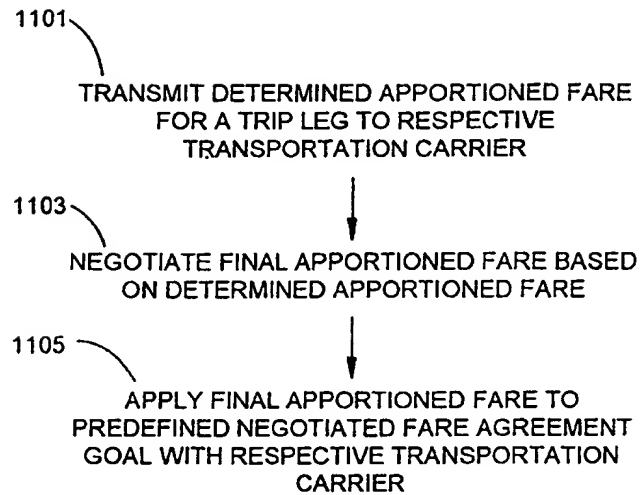 1101
TRANSMIT DETERMINED APPORTIONED FARE
FOR A TRIP LEG TO RESPECTIVE
TRANSPORTATION CARRIER
1103
NEGOTIATE FINAL APPORTIONED FARE BASED
ON DETERMINED APPORTIONED FARE
1105
APPLY FINAL APPORTIONED FARE TO
PREDEFINED NEGOTIATED FARE AGREEMENT
GOAL WITH RESPECTIVE TRANSPORTATION
CARRIER